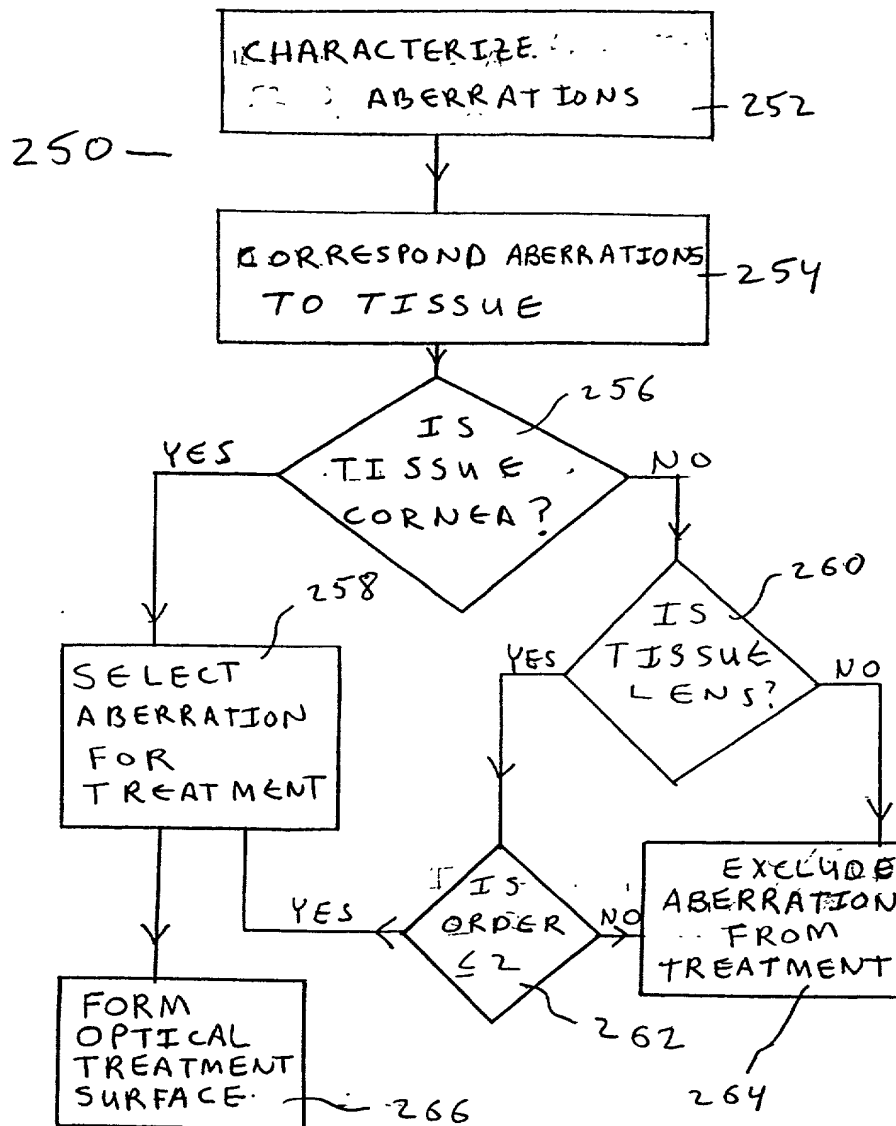 CHARACTERIZE
ABERRATIONS
252
250
CORRESPOND ABERRATIONS
TO TISSUE
254
256
IS
TISSUE
CORNEA?
YES
NO
258
260
IS
TISSUE
LENS?
YES
NO
SELECT
ABERRATION
FOR
TREATMENT
IS
ORDER
≤ 2
YES
NO
EXCLUDE
ABERRATION
FROM
TREATMENT
262
264
FORM
OPTICAL
TREATMENT
SURFACE
266